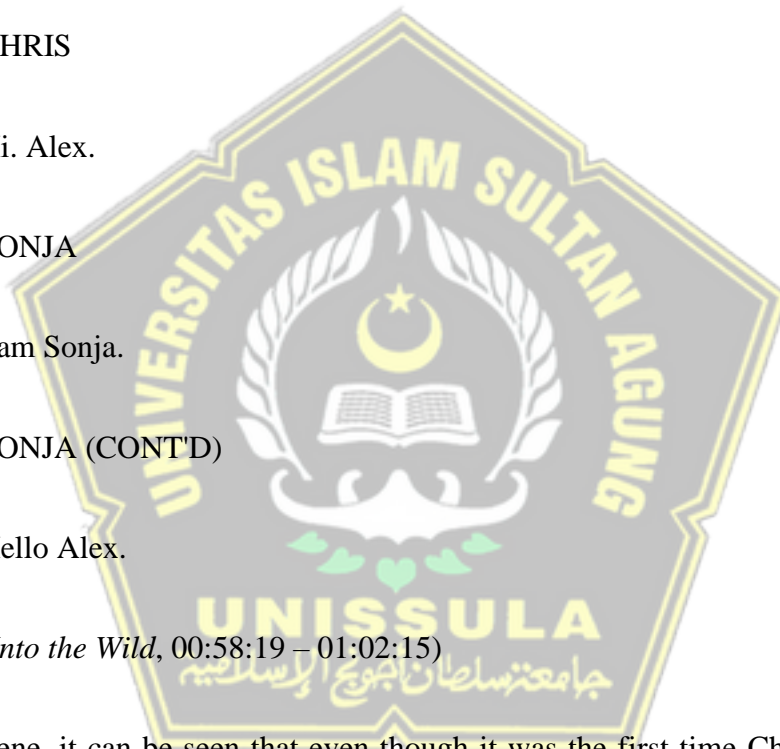 HRIS
i. Alex.
ONJA
am Sonja.
ONJA (CONT'D)
ello Alex.
nto the Wild, 00:58:19 – 01:02:15)
ene, it can be seen that even though it was the first time Ch
UNIVERSITAS ISLAM SULTAN AGUNG
UNISSULA
جامعة سلطان أجونج الإسلامية